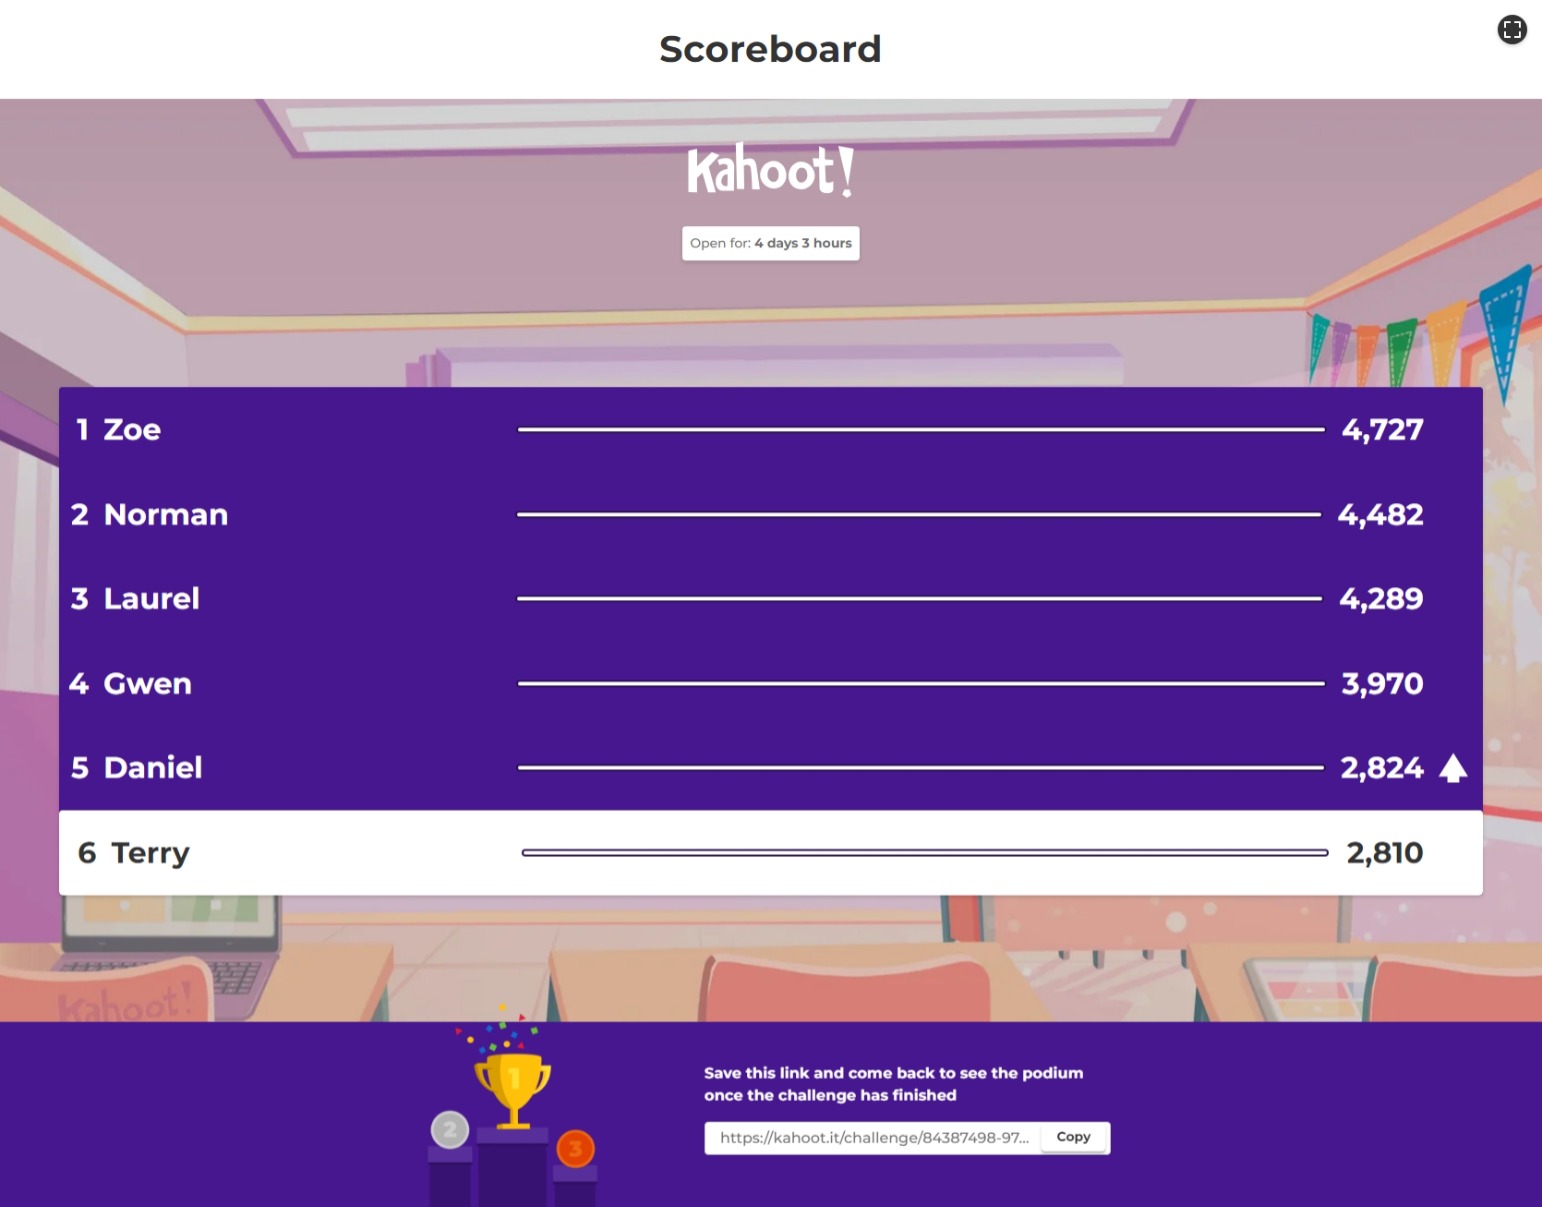 Scoreboard
Kahoot!
Open for: 4 days 3 hours
1 Zoe 4,727
2 Norman 4,482
3 Laurel 4,289
4 Gwen 3,970
5 Daniel 2,824
6 Terry 2,810
Kahoot!
1
2
3
Save this link and come back to see the podium
once the challenge has finished
https://kahoot.it/challenge/84387498-97... Copy